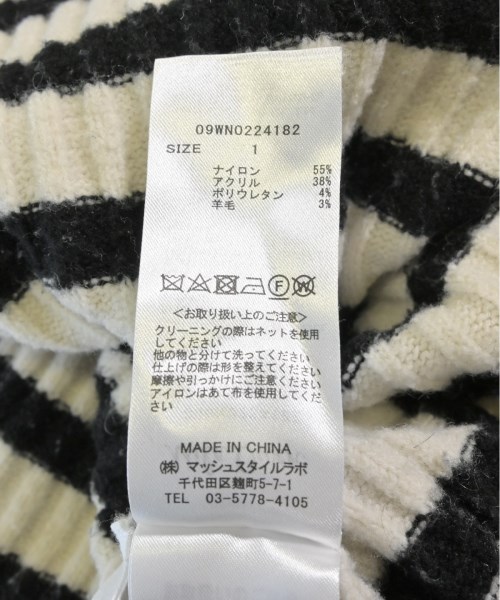 09WNO224182
SIZE 1
ナイロン 55%
アクリル 38%
ポリウレタン 4%
羊毛 3%
F W
<お取り扱い上のご注意>
クリーニングの際はネットを使用
してください
他の物と分けて洗ってください
仕上げの際は形を整えてください
摩擦や引っかけにご注意ください
アイロンはあて布を使用してくだ
さい
MADE IN CHINA
(株) マッシュスタイルラボ
千代田区麹町5-7-1
TEL 03-5778-4105